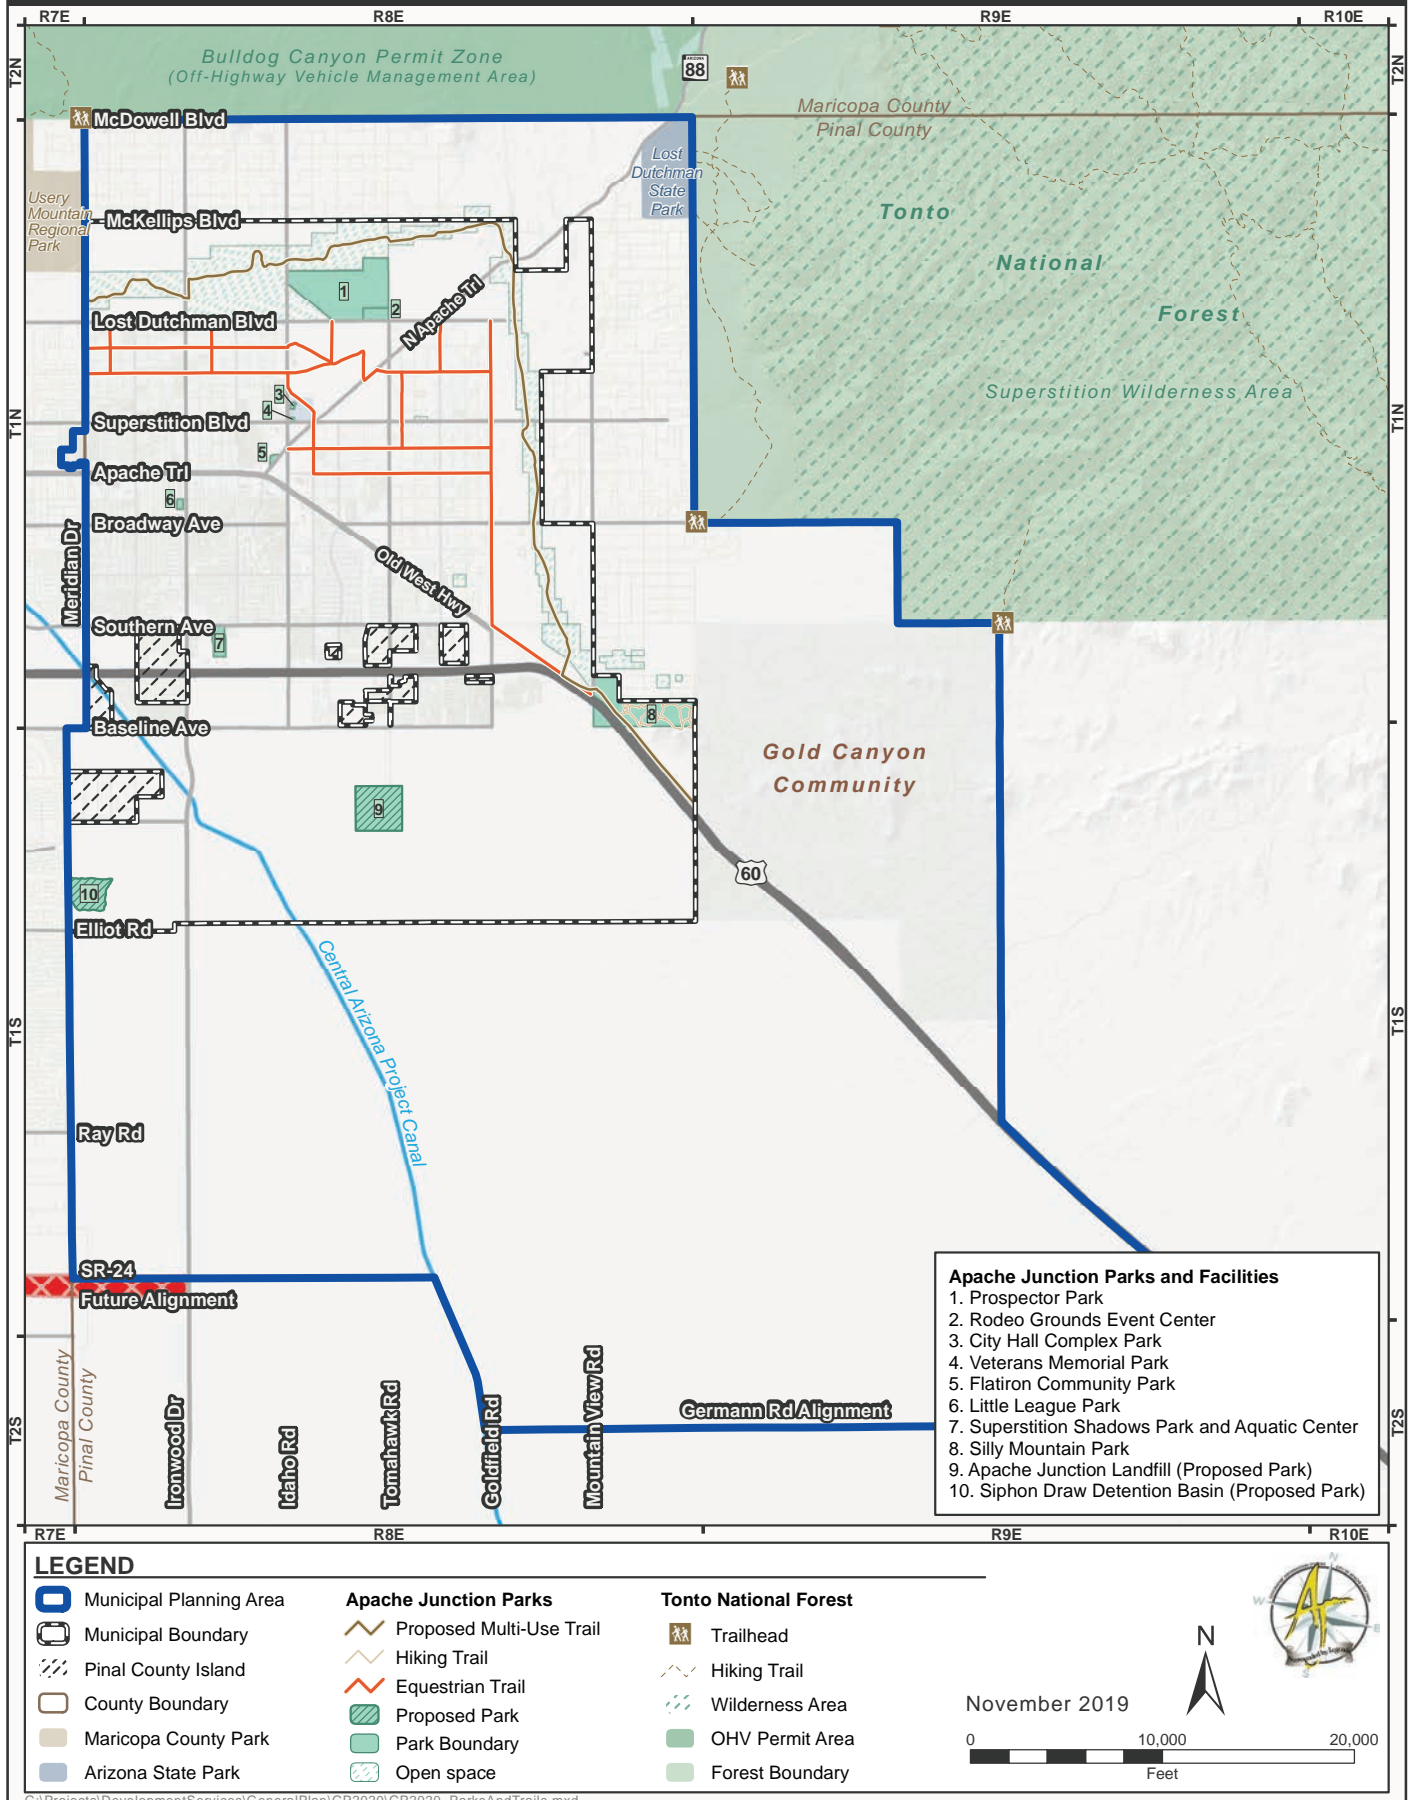 R7E
R8E
R9E
R10E
T2N
T2N
Bulldog Canyon Permit Zone
(Off-Highway Vehicle Management Area)
ARIZONA
88
Maricopa County
Pinal County
McDowell Blvd
Lost
Dutchman
State
Park
Usery
Mountain
Regional
Park
McKellips Blvd
Tonto
National
Forest
Superstition Wilderness Area
1
2
N Apache Trl
Lost Dutchman Blvd
3
4
Superstition Blvd
5
T1N
T1N
Apache Trl
6
Broadway Ave
Meridian Dr
Old West Hwy
Southern Ave
7
8
Baseline Ave
Gold Canyon
Community
9
60
10
Elliot Rd
Central Arizona Project Canal
T1S
T1S
Ray Rd
SR-24
Future Alignment
Maricopa County
Pinal County
Ironwood Dr
Idaho Rd
Tomahawk Rd
Goldfield Rd
Mountain View Rd
Germann Rd Alignment
T2S
T2S
Apache Junction Parks and Facilities
1. Prospector Park
2. Rodeo Grounds Event Center
3. City Hall Complex Park
4. Veterans Memorial Park
5. Flatiron Community Park
6. Little League Park
7. Superstition Shadows Park and Aquatic Center
8. Silly Mountain Park
9. Apache Junction Landfill (Proposed Park)
10. Siphon Draw Detention Basin (Proposed Park)
R7E
R8E
R9E
R10E
LEGEND
Municipal Planning Area
Municipal Boundary
Pinal County Island
County Boundary
Maricopa County Park
Arizona State Park
Apache Junction Parks
Proposed Multi-Use Trail
Hiking Trail
Equestrian Trail
Proposed Park
Park Boundary
Open space
Tonto National Forest
Trailhead
Hiking Trail
Wilderness Area
OHV Permit Area
Forest Boundary
November 2019
N
0 10,000 20,000
Feet
N
W
E
S